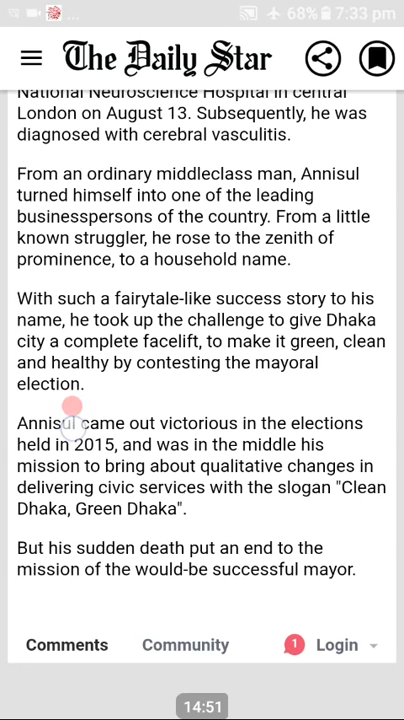 68% 7:33 pm
The Daily Star
National Neuroscience Hospital in central
London on August 13. Subsequently, he was
diagnosed with cerebral vasculitis.
From an ordinary middleclass man, Annisul
turned himself into one of the leading
businesspersons of the country. From a little
known struggler, he rose to the zenith of
prominence, to a household name.
With such a fairytale-like success story to his
name, he took up the challenge to give Dhaka
city a complete facelift, to make it green, clean
and healthy by contesting the mayoral
election.
Annisul came out victorious in the elections
held in 2015, and was in the middle his
mission to bring about qualitative changes in
delivering civic services with the slogan "Clean
Dhaka, Green Dhaka".
But his sudden death put an end to the
mission of the would-be successful mayor.
Comments Community 1 Login
14:51